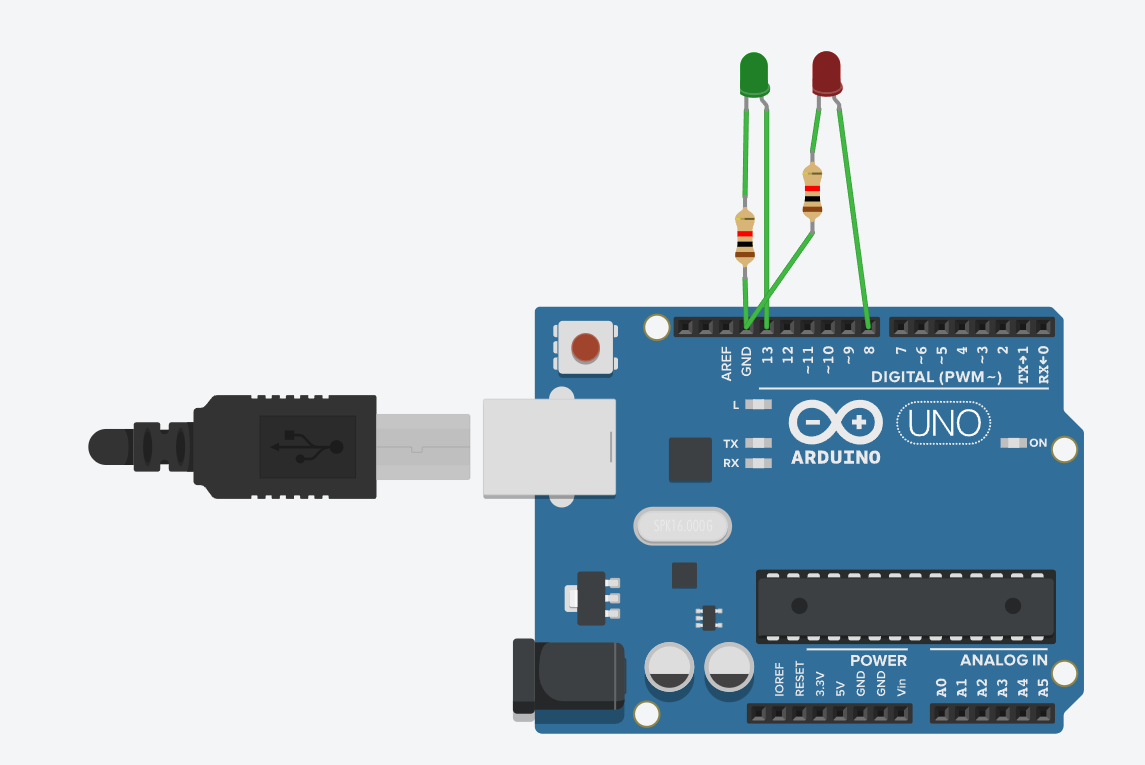 AREF
GND
13
12
~11
~10
~9
8
7
~6
~5
4
~3
2
TX→1
RX←0
DIGITAL (PWM~)
L
TX
RX
UNO
ON
ARDUINO
SPK16.000G
POWER
ANALOG IN
IOREF
RESET
3.3V
5V
GND
GND
Vin
A0
A1
A2
A3
A4
A5